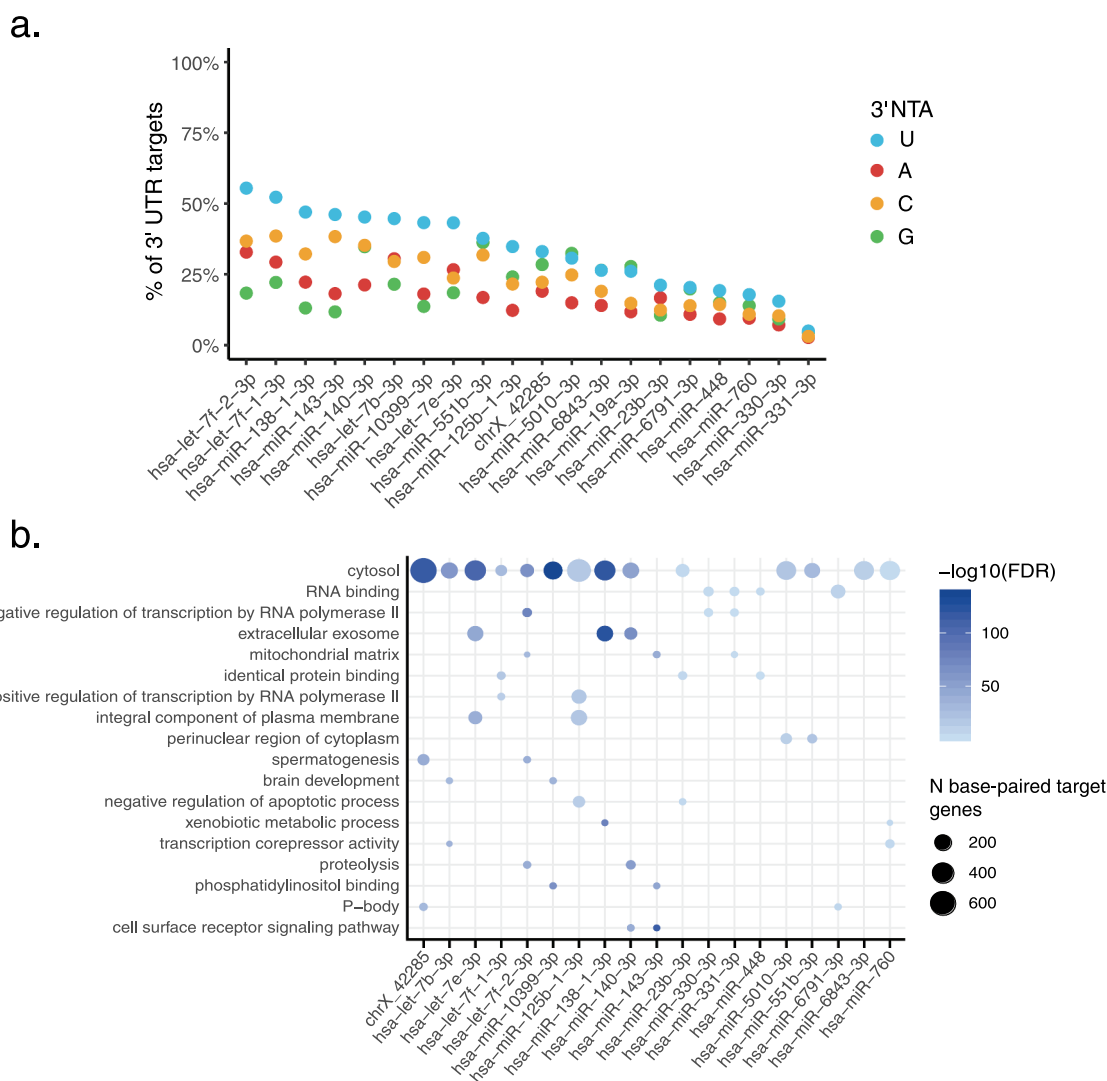 a.
% of 3' UTR targets
100%
75%
50%
25%
0%
3'NTA
U
A
C
G
hsa−let−7f−2−3p
hsa−let−7f−1−3p
hsa−miR−138−1−3p
hsa−miR−143−3p
hsa−miR−140−3p
hsa−let−7b−3p
hsa−miR−10399−3p
hsa−let−7e−3p
hsa−miR−551b−3p
hsa−miR−125b−1−3p
chrX_42285
hsa−miR−5010−3p
hsa−miR−6843−3p
hsa−miR−19a−3p
hsa−miR−23b−3p
hsa−miR−6791−3p
hsa−miR−448
hsa−miR−760
hsa−miR−330−3p
hsa−miR−331−3p
b.
cytosol
RNA binding
egative regulation of transcription by RNA polymerase II
extracellular exosome
mitochondrial matrix
identical protein binding
ositive regulation of transcription by RNA polymerase II
integral component of plasma membrane
perinuclear region of cytoplasm
spermatogenesis
brain development
negative regulation of apoptotic process
xenobiotic metabolic process
transcription corepressor activity
proteolysis
phosphatidylinositol binding
P−body
cell surface receptor signaling pathway
−log10(FDR)
100
50
N base-paired target
genes
200
400
600
chrX_42285
hsa−let−7b−3p
hsa−let−7e−3p
hsa−let−7f−1−3p
hsa−let−7f−2−3p
hsa−miR−10399−3p
hsa−miR−125b−1−3p
hsa−miR−138−1−3p
hsa−miR−140−3p
hsa−miR−143−3p
hsa−miR−23b−3p
hsa−miR−330−3p
hsa−miR−331−3p
hsa−miR−448
hsa−miR−5010−3p
hsa−miR−551b−3p
hsa−miR−6791−3p
hsa−miR−6843−3p
hsa−miR−760